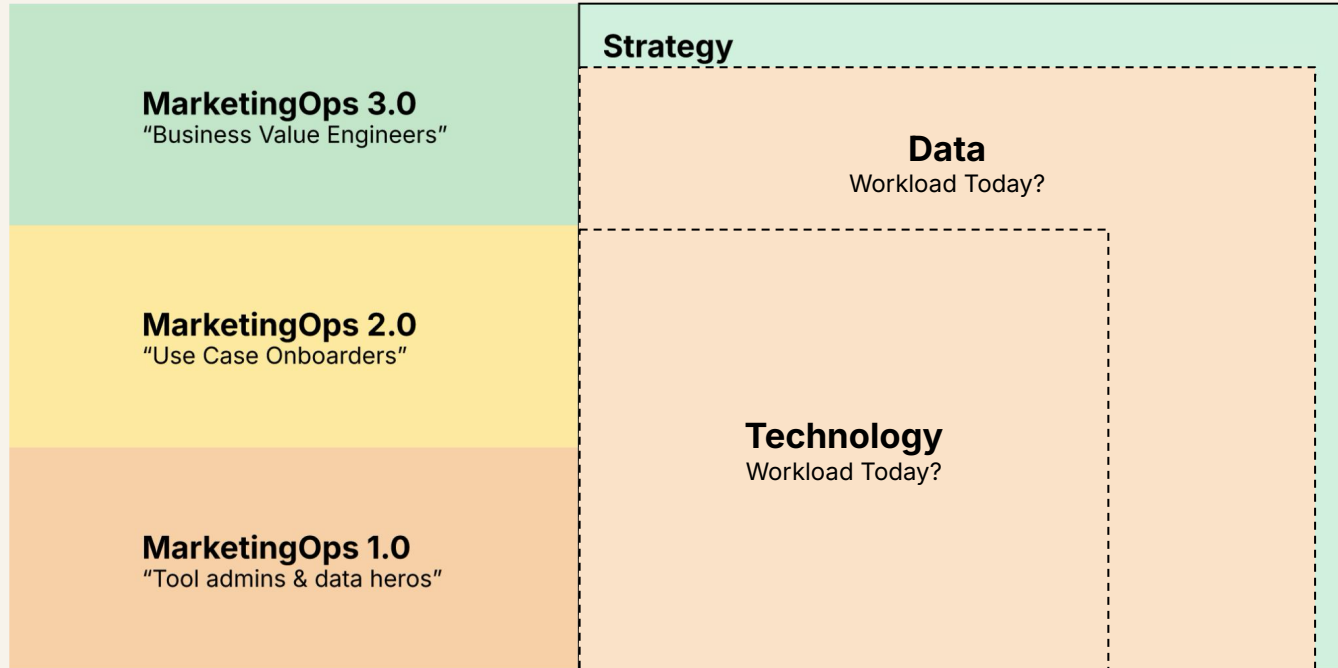 MarketingOps 3.0
“Business Value Engineers”
MarketingOps 2.0
“Use Case Onboarders”
MarketingOps 1.0
“Tool admins & data heros”
Strategy
Data
Workload Today?
Technology
Workload Today?